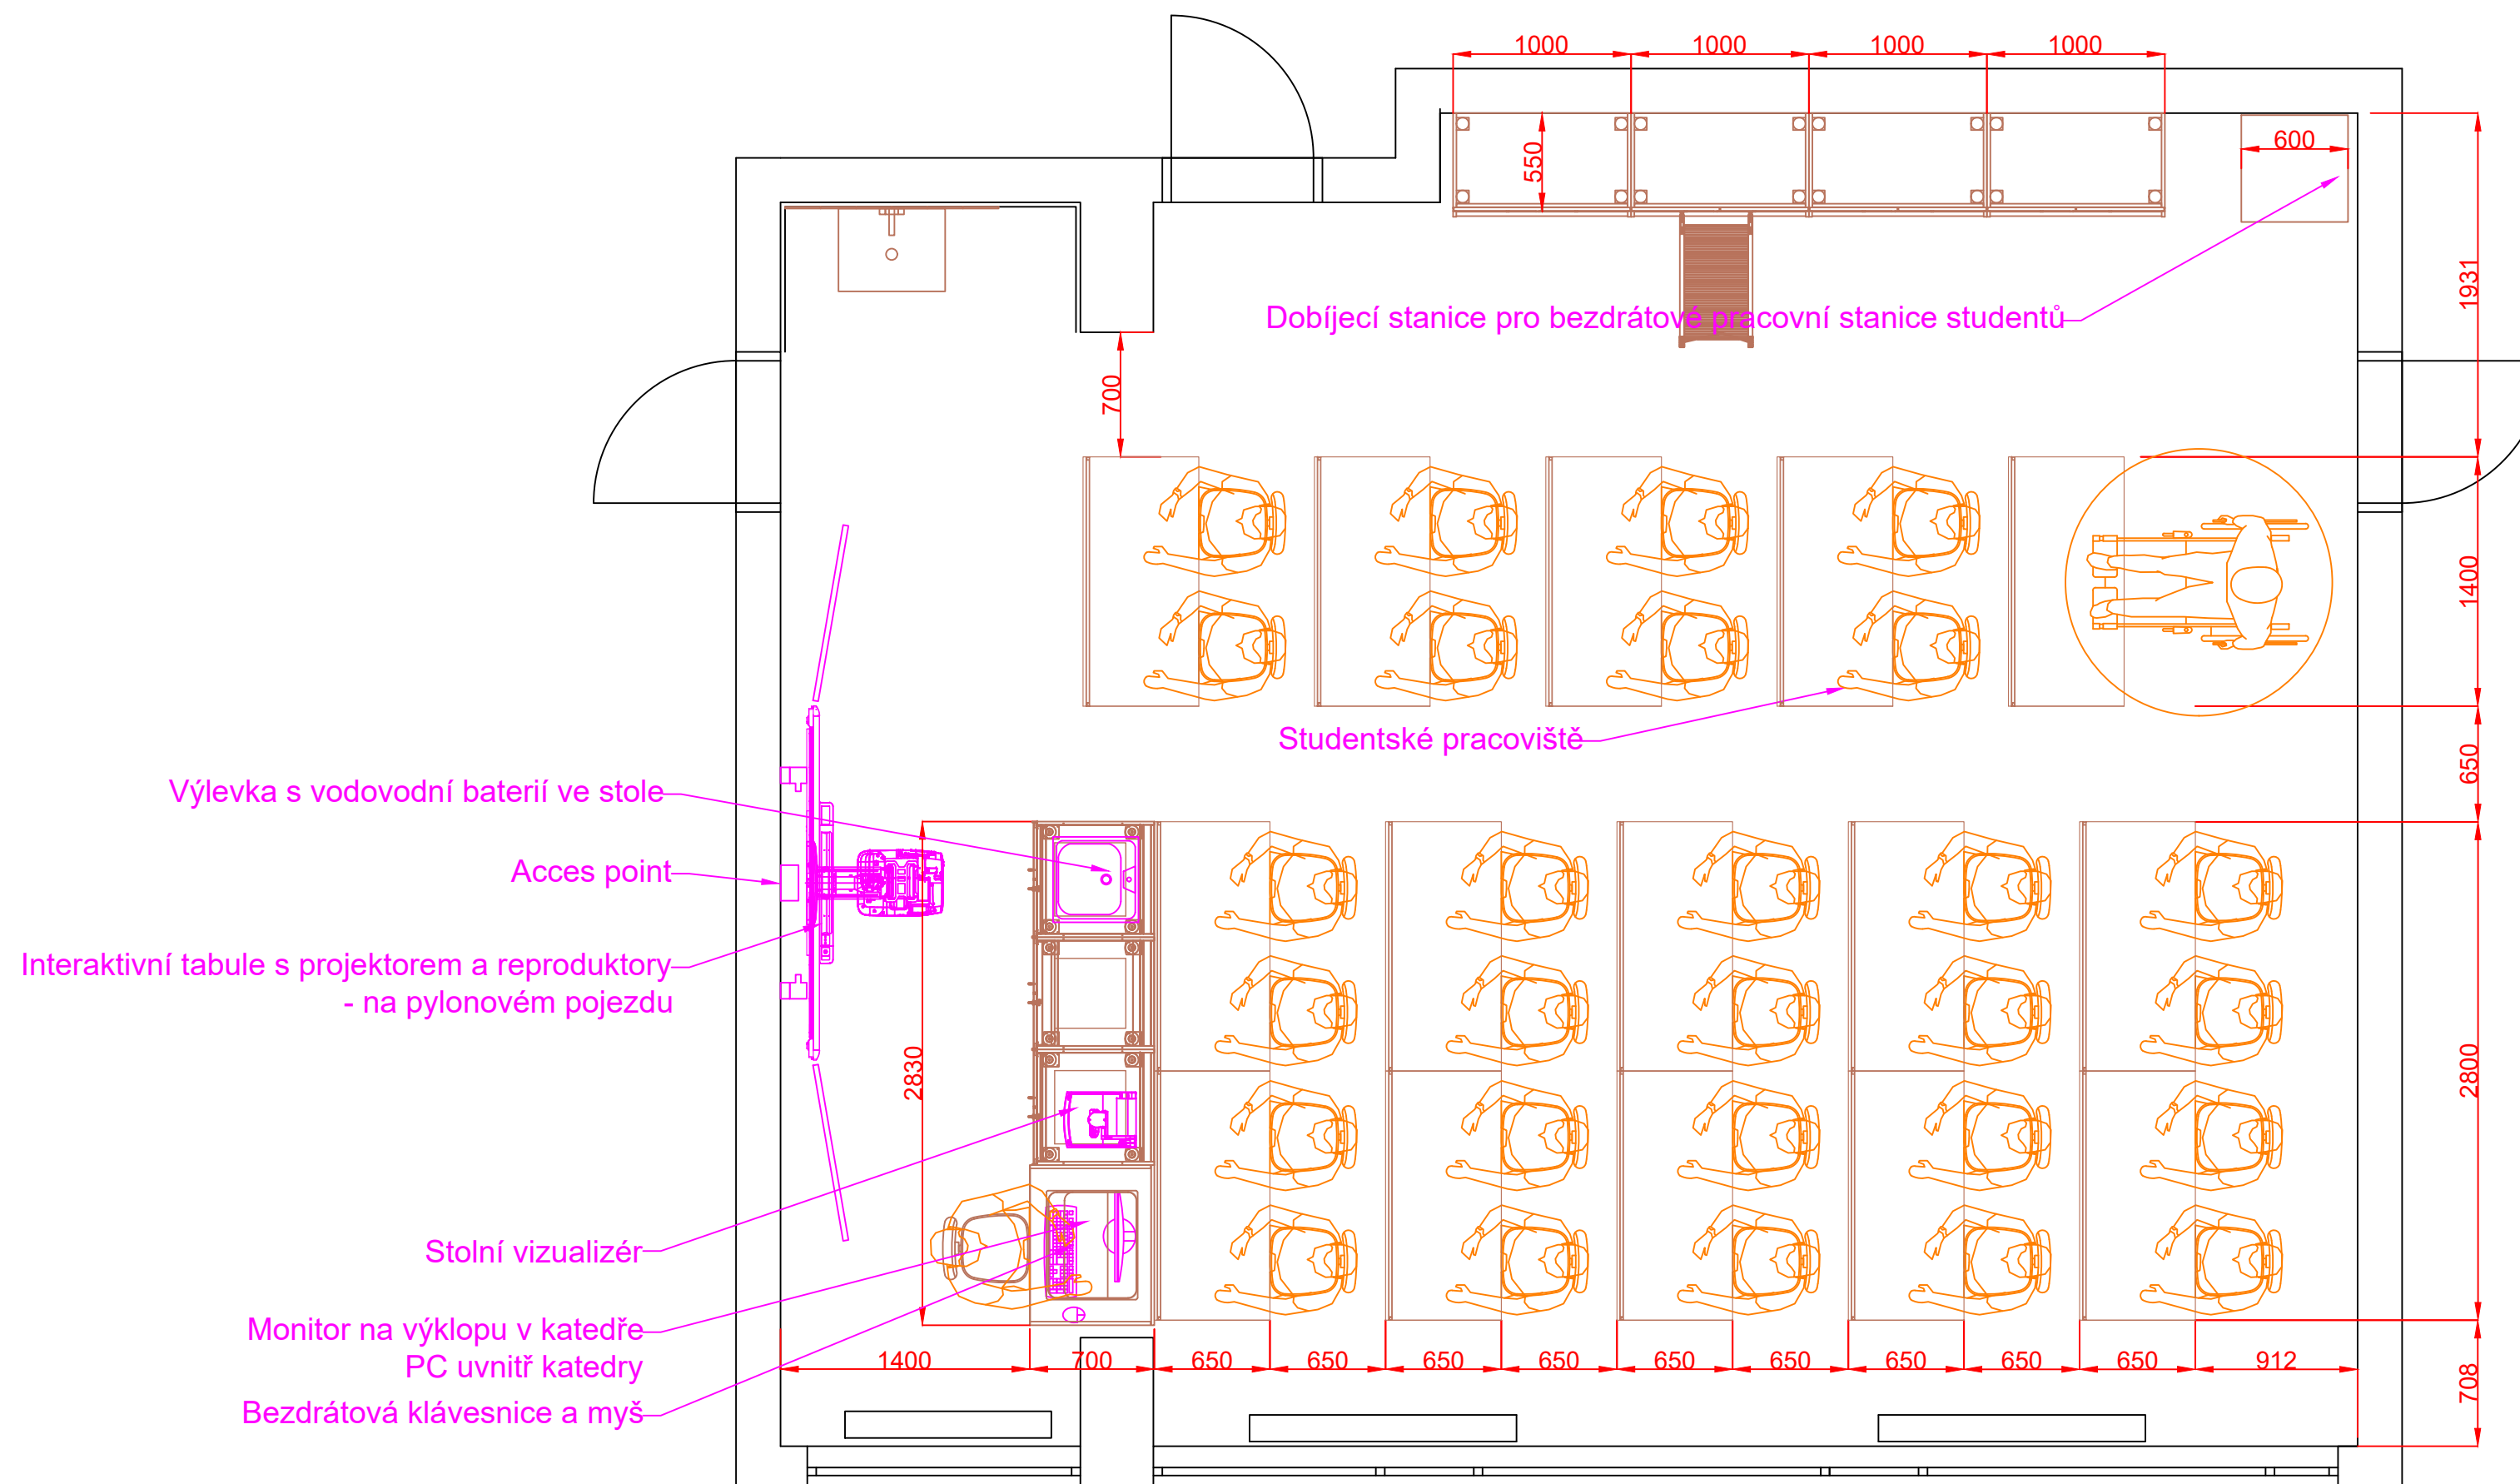 1000 1000 1000 1000
550
600
1931
Dobíjecí stanice pro bezdrátové pracovní stanice studentů
700
1400
Studentské pracoviště
650
Výlevka s vodovodní baterií ve stole
Acces point
Interaktivní tabule s projektorem a reproduktory
- na pylonovém pojezdu
2830
2800
Stolní vizualizér
Monitor na výklopu v katedře
PC uvnitř katedry
Bezdrátová klávesnice a myš
1400 700 650 650 650 650 650 650 650 650 650 912
708